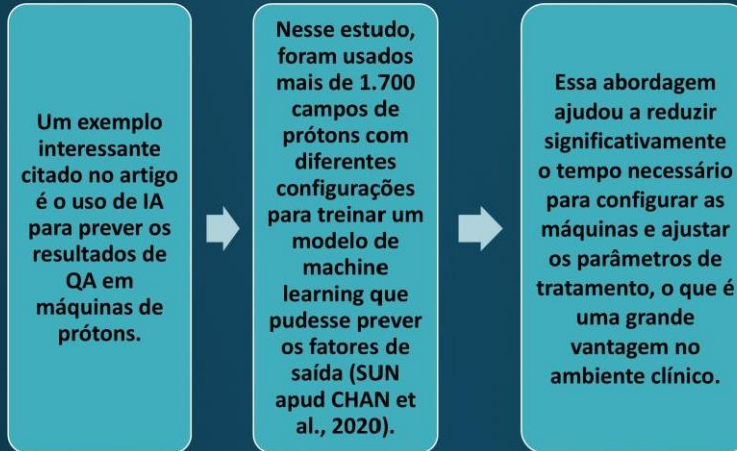 Um exemplo
interessante
citado no artigo
é o uso de IA
para prever os
resultados de
QA em
máquinas de
prótons.
Nesse estudo,
foram usados
mais de 1.700
campos de
prótons com
diferentes
configurações
para treinar um
modelo de
machine
learning que
pudesse prever
os fatores de
saída (SUN
apud CHAN et
al., 2020).
Essa abordagem
ajudou a reduzir
significativamente
o tempo necessário
para configurar as
máquinas e ajustar
os parâmetros de
tratamento, o que é
uma grande
vantagem no
ambiente clínico.